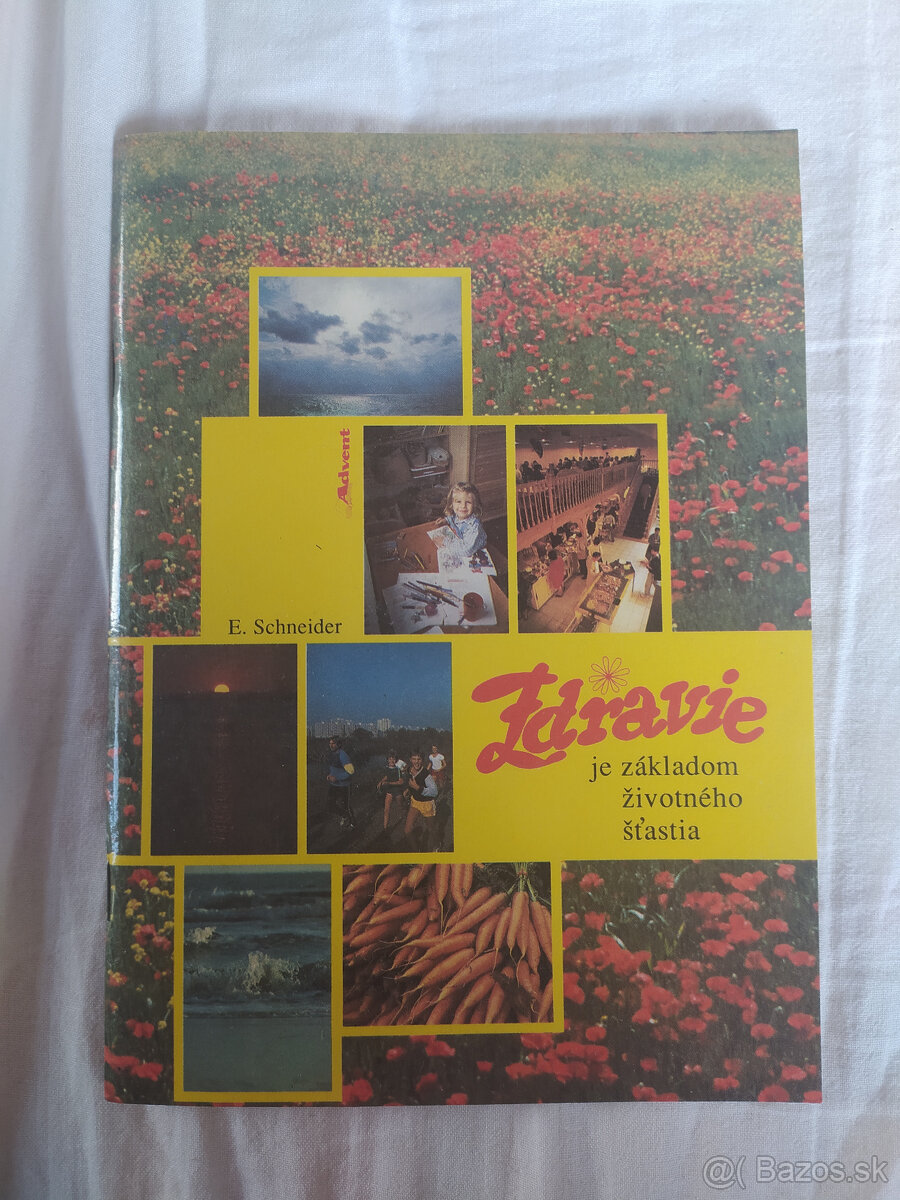 Advent
E. Schneider
Zdravie
je základom
životného
šťastia
@( Bazos.sk